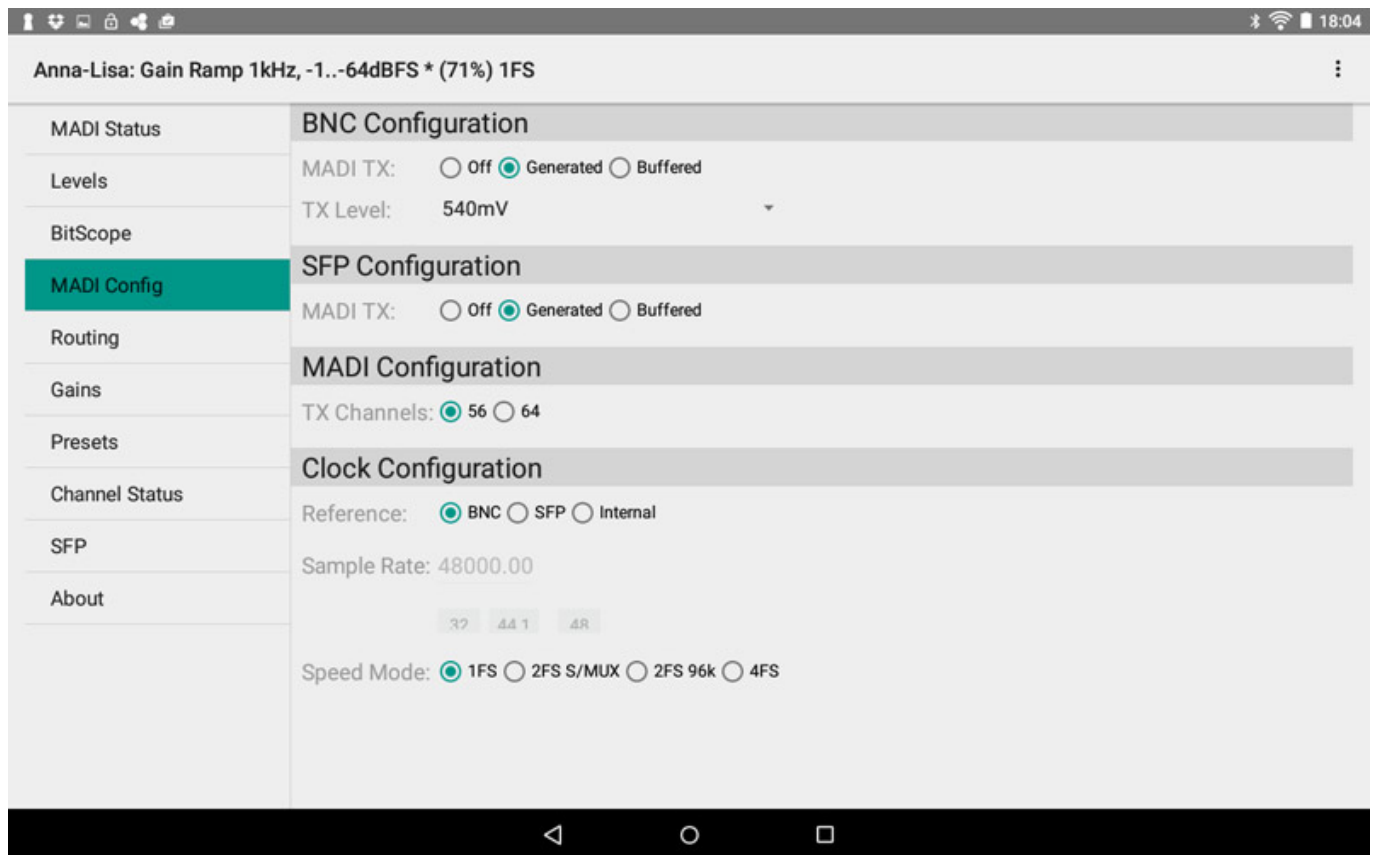 18:04
Anna-Lisa: Gain Ramp 1kHz, -1..-64dBFS * (71%) 1FS
MADI Status
Levels
BitScope
MADI Config
Routing
Gains
Presets
Channel Status
SFP
About
BNC Configuration
MADI TX: Off Generated Buffered
TX Level: 540mV
SFP Configuration
MADI TX: Off Generated Buffered
MADI Configuration
TX Channels: 56 64
Clock Configuration
Reference: BNC SFP Internal
Sample Rate: 48000.00
32 44.1 48
Speed Mode: 1FS 2FS S/MUX 2FS 96k 4FS